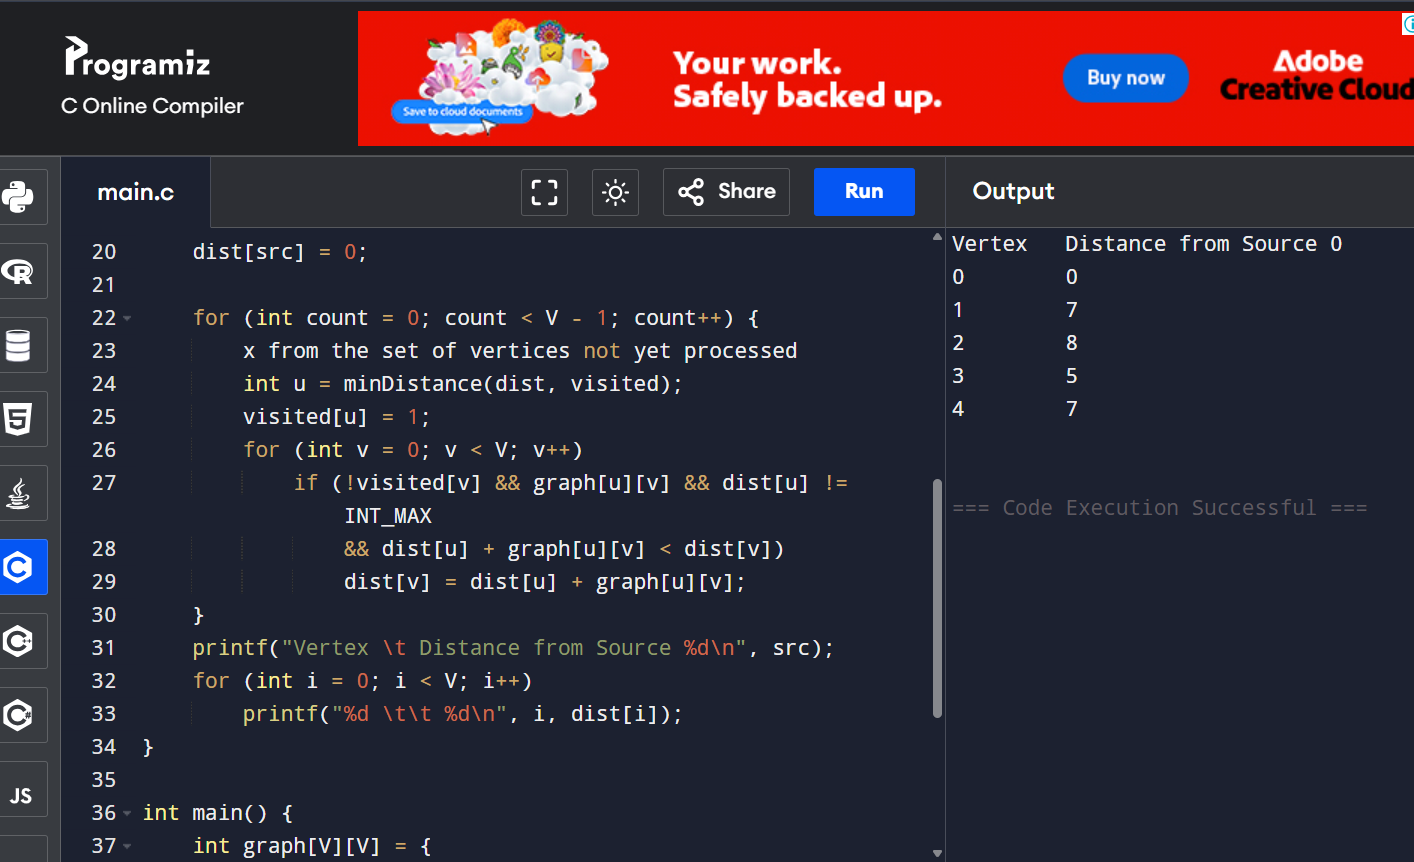 Programiz
C Online Compiler
Save to cloud documents
Your work.
Safely backed up.
Buy now
Adobe
Creative Cloud
main.c
Share
Run
Output
20 dist[src] = 0;
21
22 for (int count = 0; count < V - 1; count++) {
23 x from the set of vertices not yet processed
24 int u = minDistance(dist, visited);
25 visited[u] = 1;
26 for (int v = 0; v < V; v++)
27 if (!visited[v] && graph[u][v] && dist[u] !=
INT_MAX
28 && dist[u] + graph[u][v] < dist[v])
29 dist[v] = dist[u] + graph[u][v];
30 }
31 printf("Vertex \t Distance from Source %d\n", src);
32 for (int i = 0; i < V; i++)
33 printf("%d \t\t %d\n", i, dist[i]);
34 }
35
36 int main() {
37 int graph[V][V] = {
Vertex Distance from Source 0
0 0
1 7
2 8
3 5
4 7
=== Code Execution Successful ===
R
5
C
C++
C#
JS